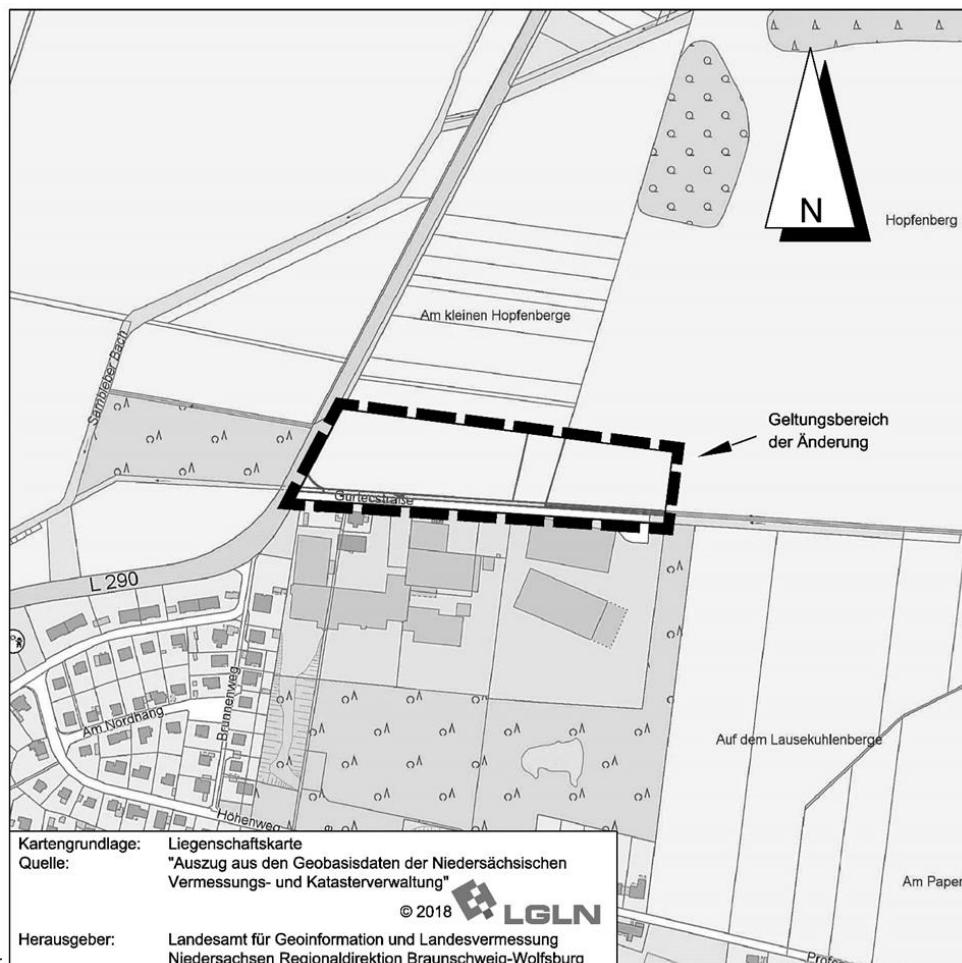 N
Hopfenberg
Am kleinen Hopfenberge
Sambleber Bach
Geltungsbereich
der Änderung
Gurtecstraße
L 290
Brunnenweg
Am Nordhang
Auf dem Lausekuhlenberge
Höhenweg
Am Paper
Profes
Kartengrundlage: Liegenschaftskarte
Quelle: "Auszug aus den Geobasisdaten der Niedersächsischen
Vermessungs- und Katasterverwaltung"
© 2018 LGLN
Herausgeber: Landesamt für Geoinformation und Landesvermessung
Niedersachsen Regionaldirektion Braunschweig-Wolfsburg